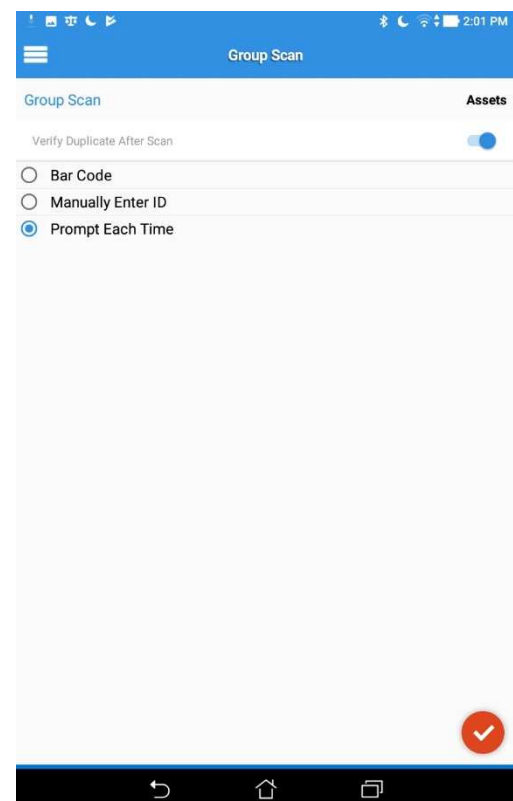 2:01 PM
Group Scan
Group Scan Assets
Verify Duplicate After Scan
Bar Code
Manually Enter ID
Prompt Each Time